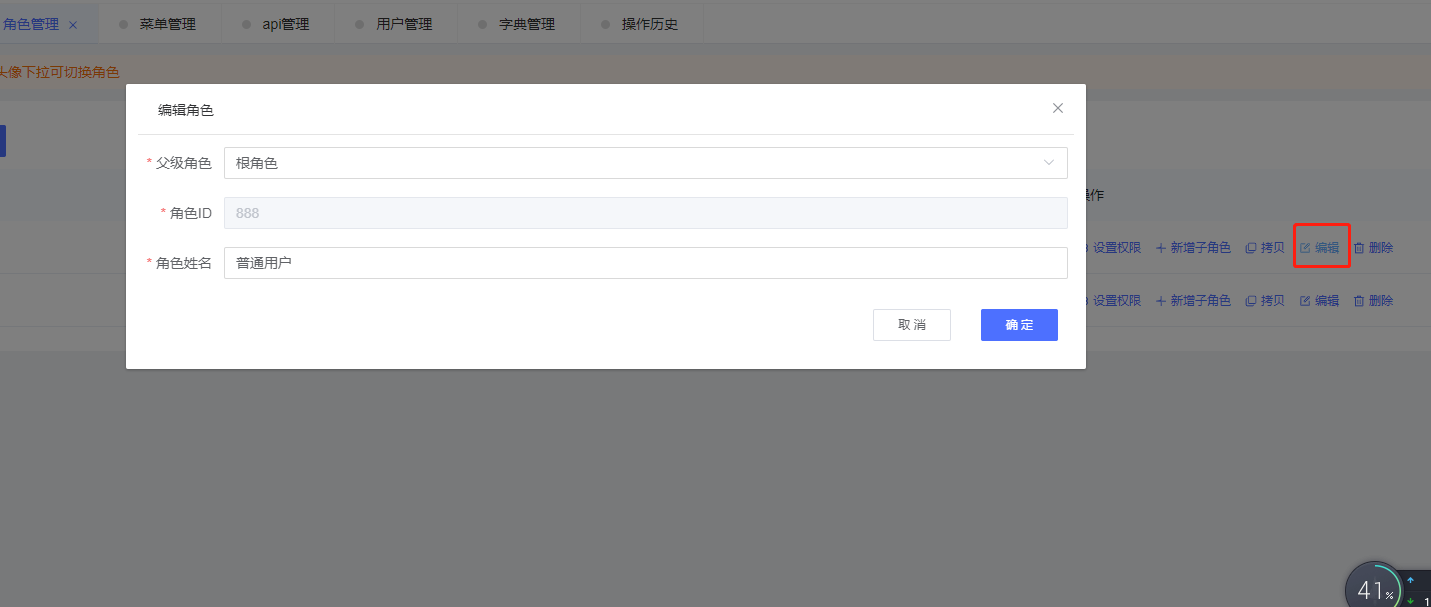 角色管理 菜单管理 api管理 用户管理 字典管理 操作历史
头像下拉可切换角色
编辑角色
* 父级角色 根角色
操作
* 角色ID 888
设置权限 新增子角色 拷贝 编辑 删除
* 角色姓名 普通用户
设置权限 新增子角色 拷贝 编辑 删除
取消 确定
41%
1